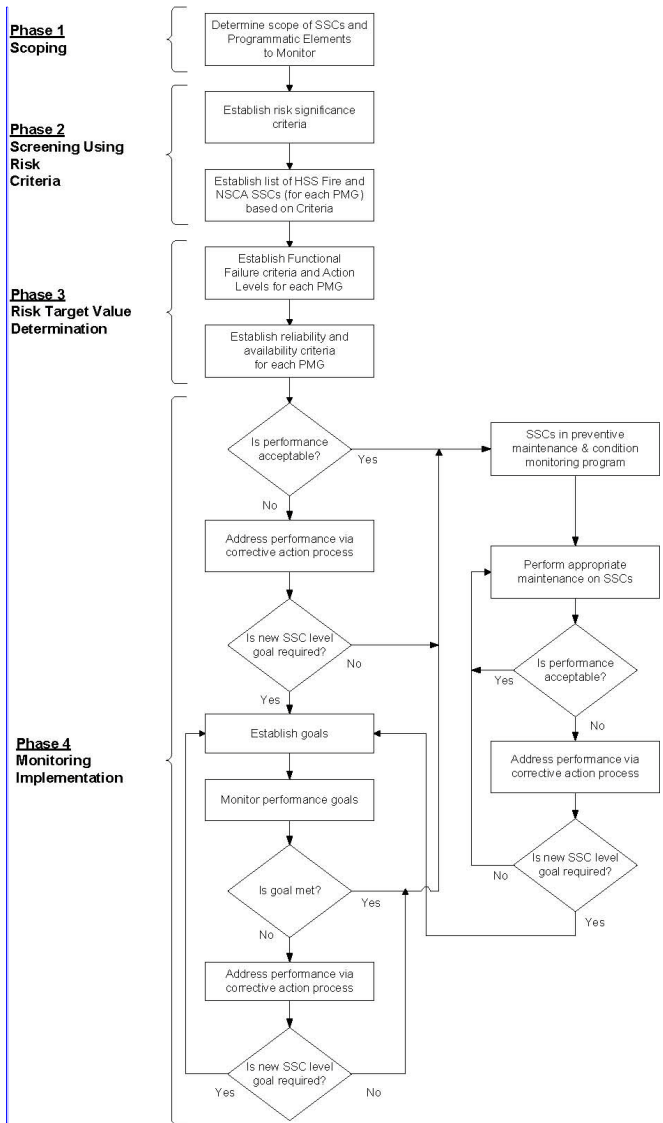 Phase 1
Scoping
Determine scope of SSCs and
Programmatic Elements
to Monitor
Phase 2
Screening Using
Risk
Criteria
Establish risk significance
criteria
Establish list of HSS Fire and
NSCA SSCs (for each PMG)
based on Criteria
Phase 3
Risk Target Value
Determination
Establish Functional
Failure criteria and Action
Levels for each PMG
Establish reliability and
availability criteria
for each PMG
Phase 4
Monitoring
Implementation
Is performance
acceptable?
Yes
No
Address performance via
corrective action process
Is new SSC level
goal required?
No
Yes
Establish goals
Monitor performance goals
Is goal met?
Yes
No
Address performance via
corrective action process
Is new SSC level
goal required?
Yes
No
SSCs in preventive
maintenance & condition
monitoring program
Perform appropriate
maintenance on SSCs
Is performance
acceptable?
Yes
No
Address performance via
corrective action process
Is new SSC level
goal required?
No
Yes